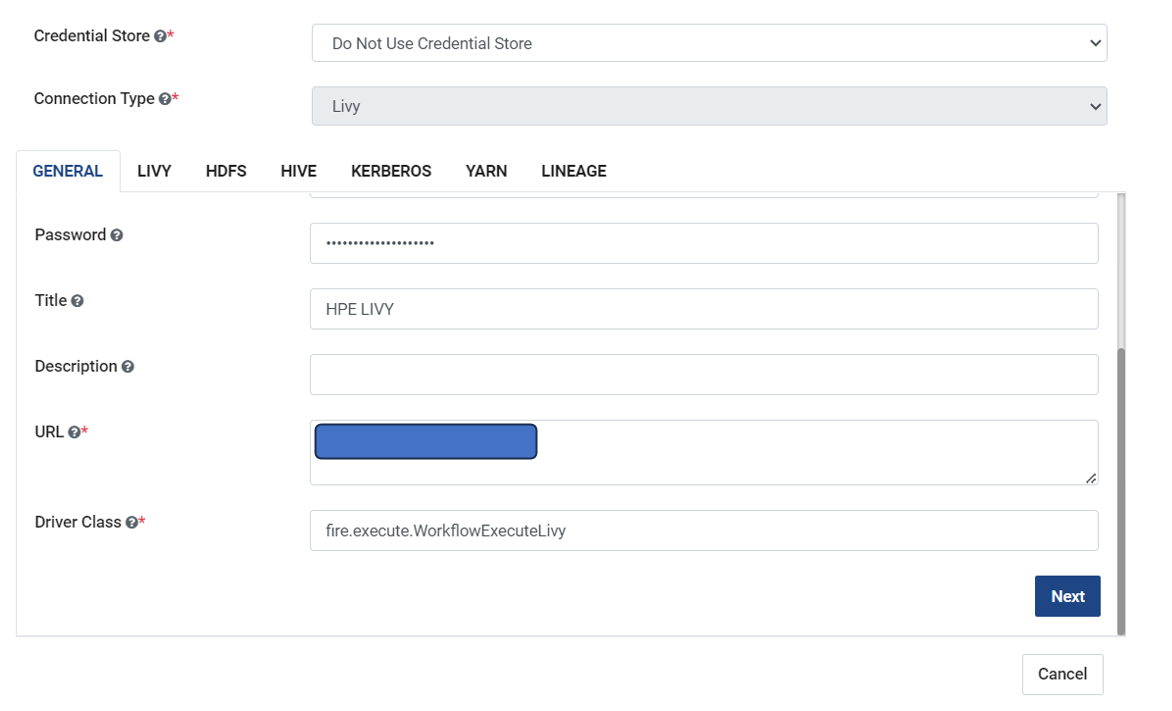 Credential Store ?*
Do Not Use Credential Store
Connection Type ?*
Livy
GENERAL LIVY HDFS HIVE KERBEROS YARN LINEAGE
Password ?
••••••••••••••••••••
Title ?
HPE LIVY
Description ?
URL ?*
Driver Class ?*
fire.execute.WorkflowExecuteLivy
Next
Cancel